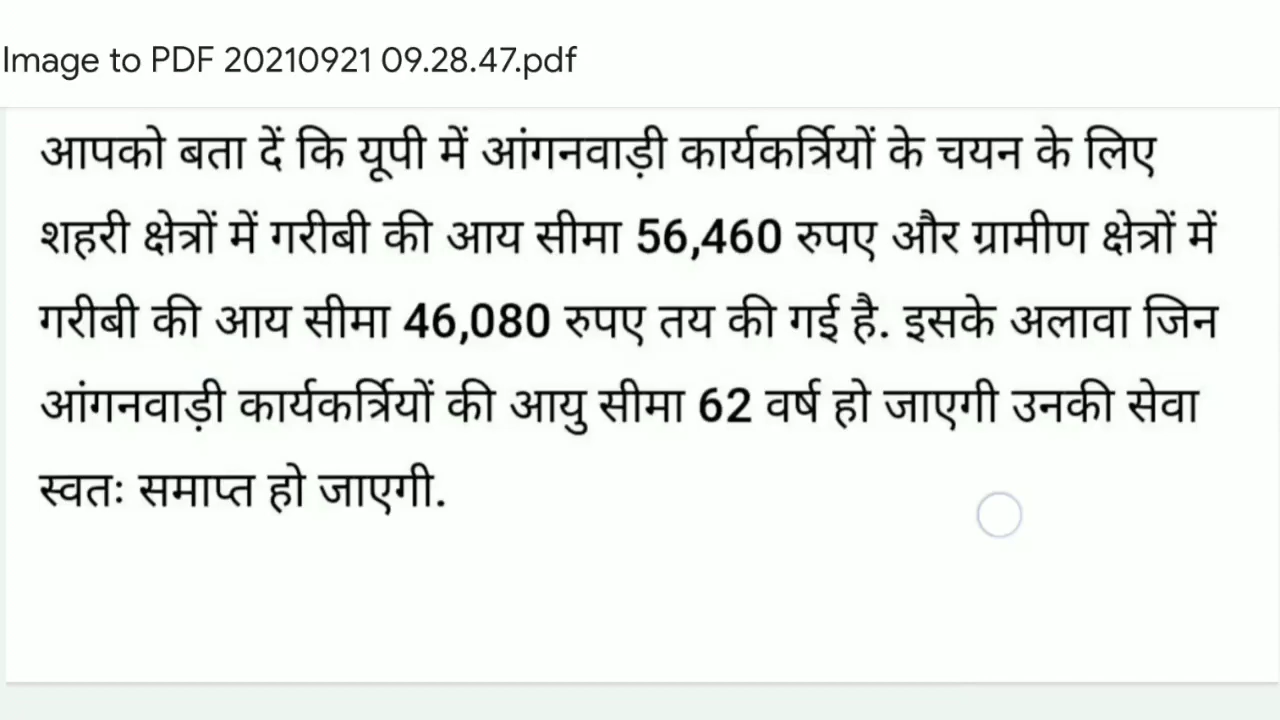 Image to PDF 20210921 09.28.47.pdf
आपको बता दें कि यूपी में आंगनवाड़ी कार्यकर्त्रियों के चयन के लिए
शहरी क्षेत्रों में गरीबी की आय सीमा 56,460 रुपए और ग्रामीण क्षेत्रों में
गरीबी की आय सीमा 46,080 रुपए तय की गई है. इसके अलावा जिन
आंगनवाड़ी कार्यकर्त्रियों की आयु सीमा 62 वर्ष हो जाएगी उनकी सेवा
स्वतः समाप्त हो जाएगी.